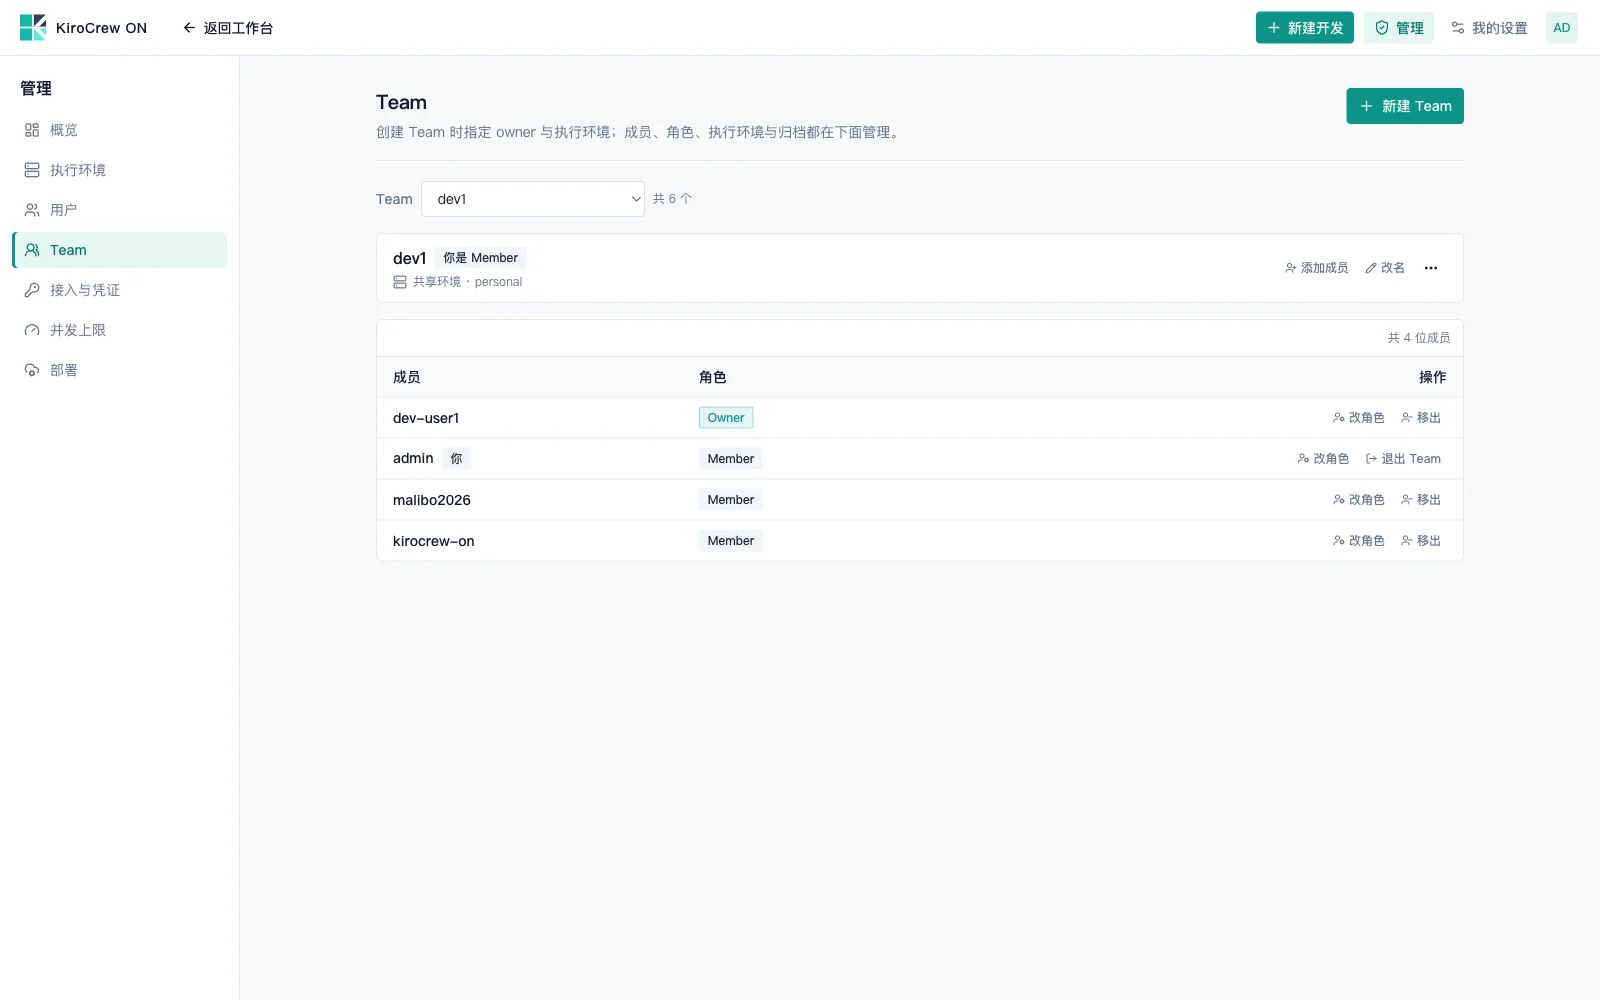 KiroCrew ON
返回工作台
新建开发
管理
我的设置
AD
管理
概览
执行环境
用户
Team
接入与凭证
并发上限
部署
Team
新建 Team
创建 Team 时指定 owner 与执行环境；成员、角色、执行环境与归档都在下面管理。
Team dev1 共 6 个
dev1 你是 Member
共享环境 · personal
添加成员 改名
共 4 位成员
成员 角色 操作
dev-user1 Owner 改角色 移出
admin 你 Member 改角色 退出 Team
malibo2026 Member 改角色 移出
kirocrew-on Member 改角色 移出